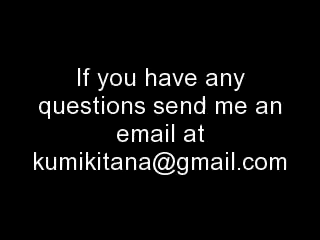 If you have any
questions send me an
email at
kumikitana@gmail.com